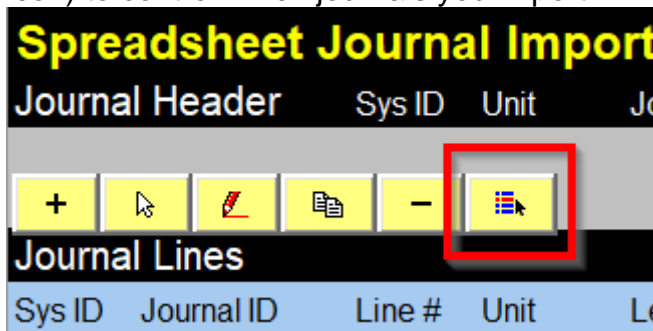 Spreadsheet Journal Import
Journal Header Sys ID Unit
+ −
Journal Lines
Sys ID Journal ID Line # Unit